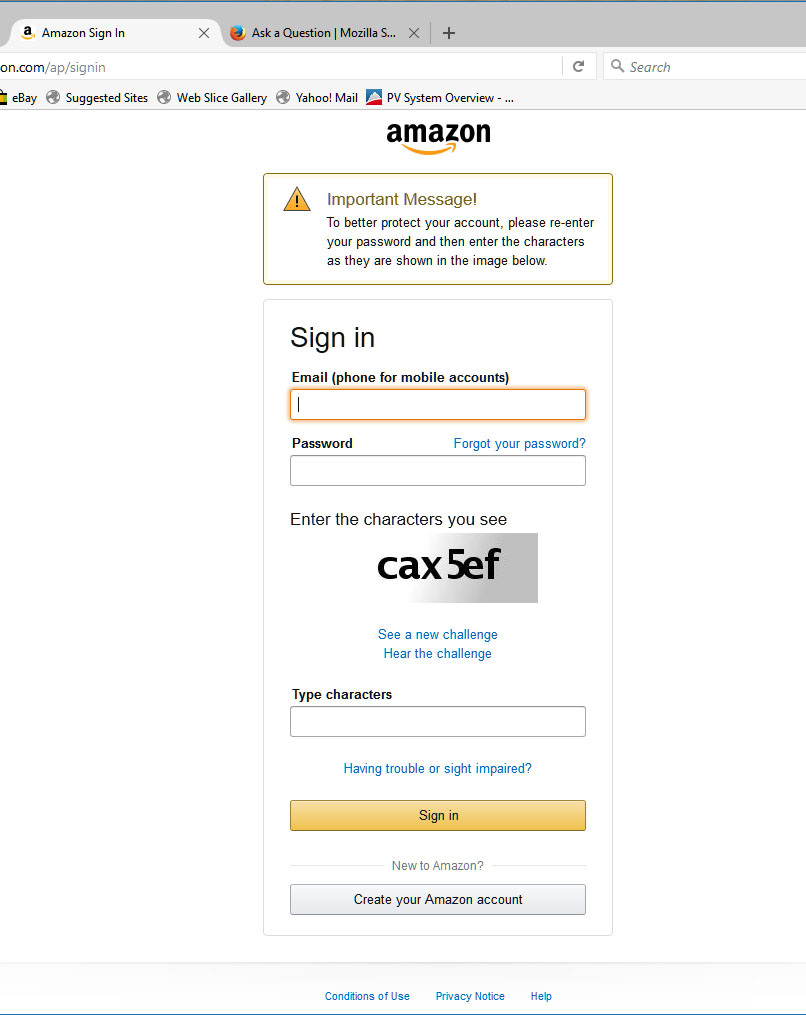 Amazon Sign In
Ask a Question | Mozilla S...
on.com/ap/signin
Search
eBay
Suggested Sites
Web Slice Gallery
Yahoo! Mail
PV System Overview - ...
amazon
Important Message!
To better protect your account, please re-enter
your password and then enter the characters
as they are shown in the image below.
Sign in
Email (phone for mobile accounts)
Password
Forgot your password?
Enter the characters you see
cax5ef
See a new challenge
Hear the challenge
Type characters
Having trouble or sight impaired?
Sign in
New to Amazon?
Create your Amazon account
Conditions of Use
Privacy Notice
Help